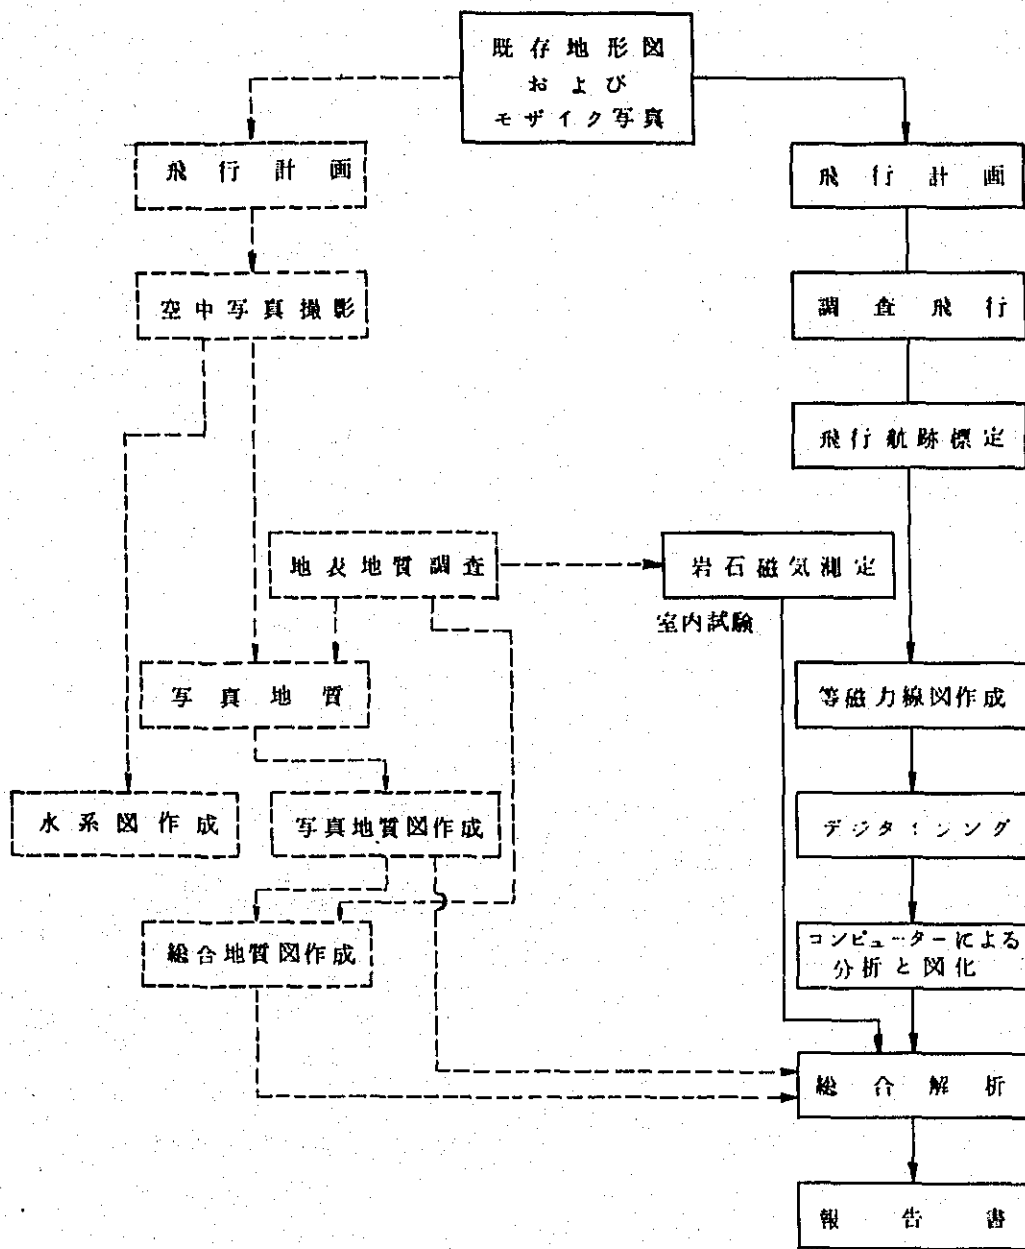 既存地形図
および
モザイク写真
飛行計画
飛行計画
空中写真撮影
調査飛行
飛行航跡標定
地表地質調査
岩石磁気測定
室内試験
写真地質
等磁力線図作成
水系図作成
写真地質図作成
デジタイジング
総合地質図作成
コンピューターによる
分析と図化
総合解析
報告書